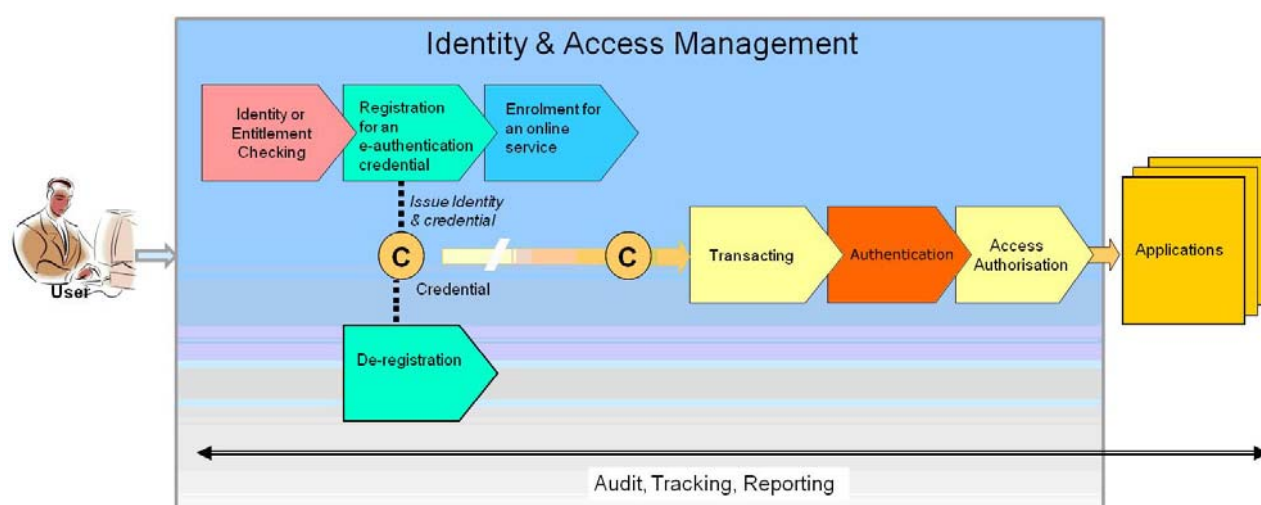 Identity & Access Management
Identity or
Entitlement
Checking
Registration
for an
e-authentication
credential
Enrolment for
an online
service
Issue Identity
& credential
User
C
C
Transacting
Authentication
Access
Authorisation
Applications
Credential
De-registration
Audit, Tracking, Reporting